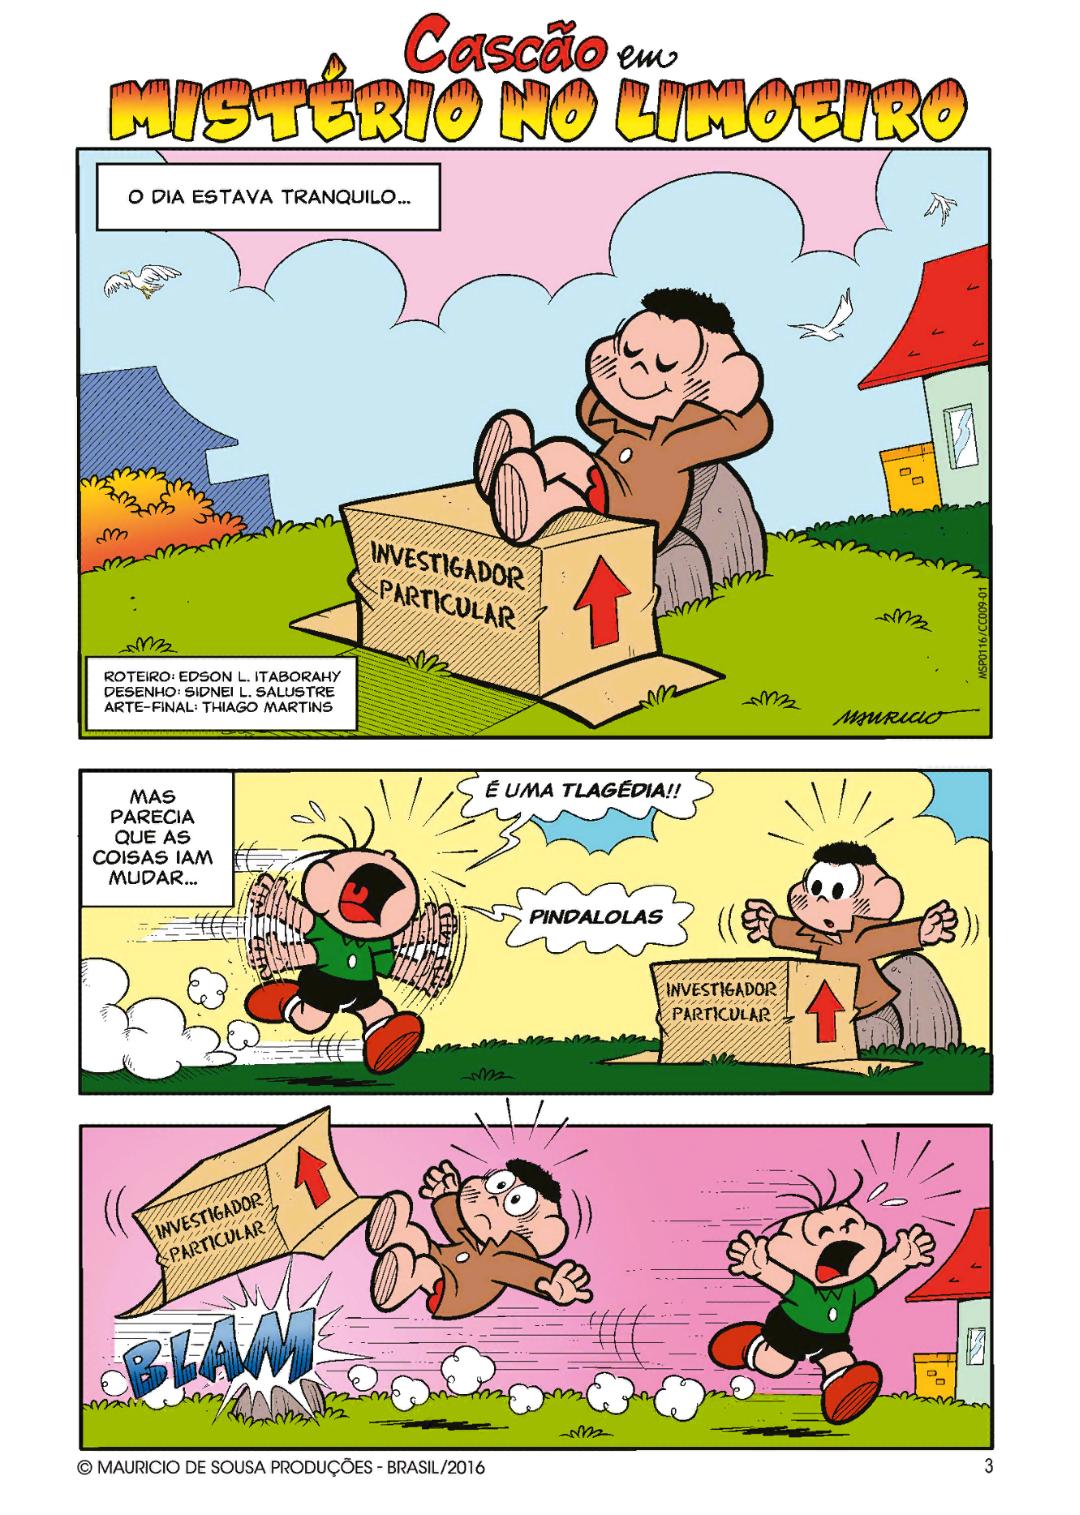 Cascão em
MISTÉRIO NO LIMOEIRO
O DIA ESTAVA TRANQUILO...
INVESTIGADOR
PARTICULAR
ROTEIRO: EDSON L. ITABORAHY
DESENHO: SIDNEI L. SALUSTRE
ARTE-FINAL: THIAGO MARTINS
MAURICIO
MSP0116/CC009-01
MAS
PARECIA
QUE AS
COISAS IAM
MUDAR...
É UMA TLAGÉDIA!!
PINDALOLAS
INVESTIGADOR
PARTICULAR
INVESTIGADOR
PARTICULAR
BLAM
© MAURICIO DE SOUSA PRODUÇÕES - BRASIL/2016
3